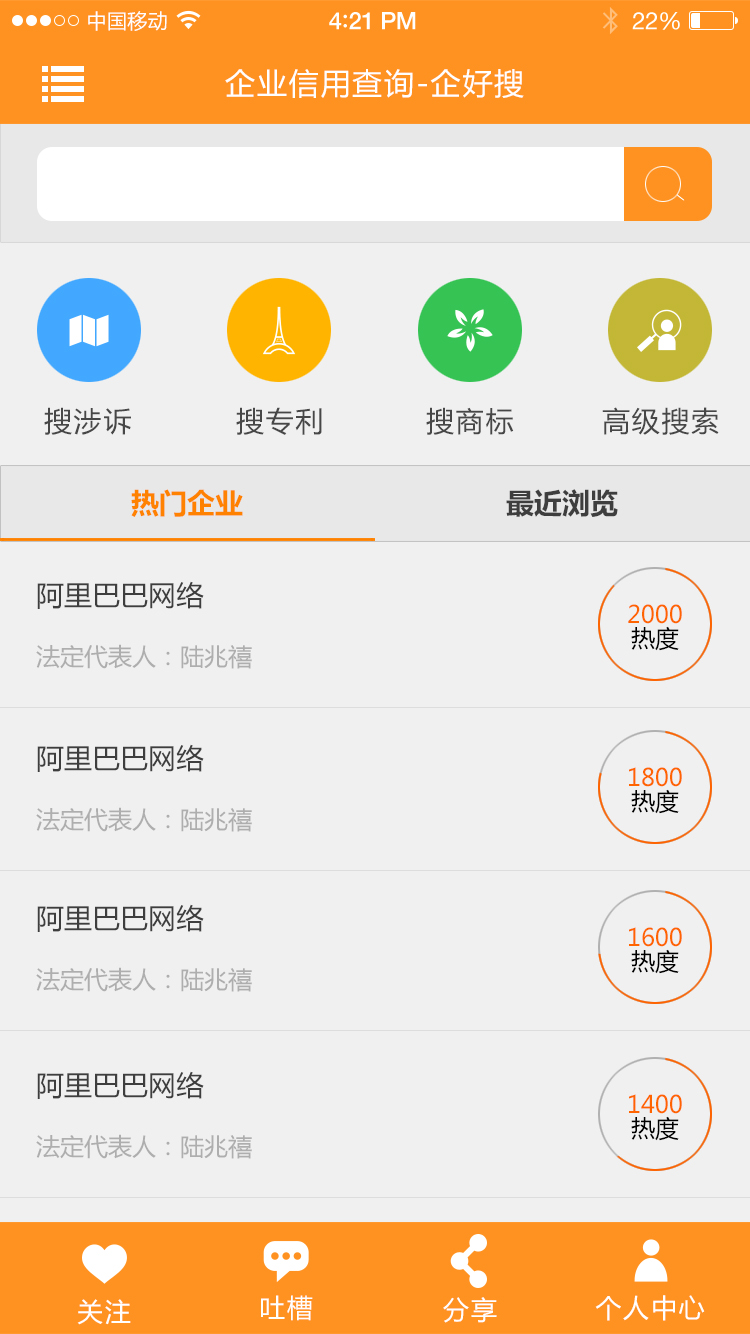 中国移动 4:21 PM 22%
企业信用查询-企好搜
搜涉诉 搜专利 搜商标 高级搜索
热门企业 最近浏览
阿里巴巴网络
法定代表人：陆兆禧
2000
热度
阿里巴巴网络
法定代表人：陆兆禧
1800
热度
阿里巴巴网络
法定代表人：陆兆禧
1600
热度
阿里巴巴网络
法定代表人：陆兆禧
1400
热度
关注 吐槽 分享 个人中心